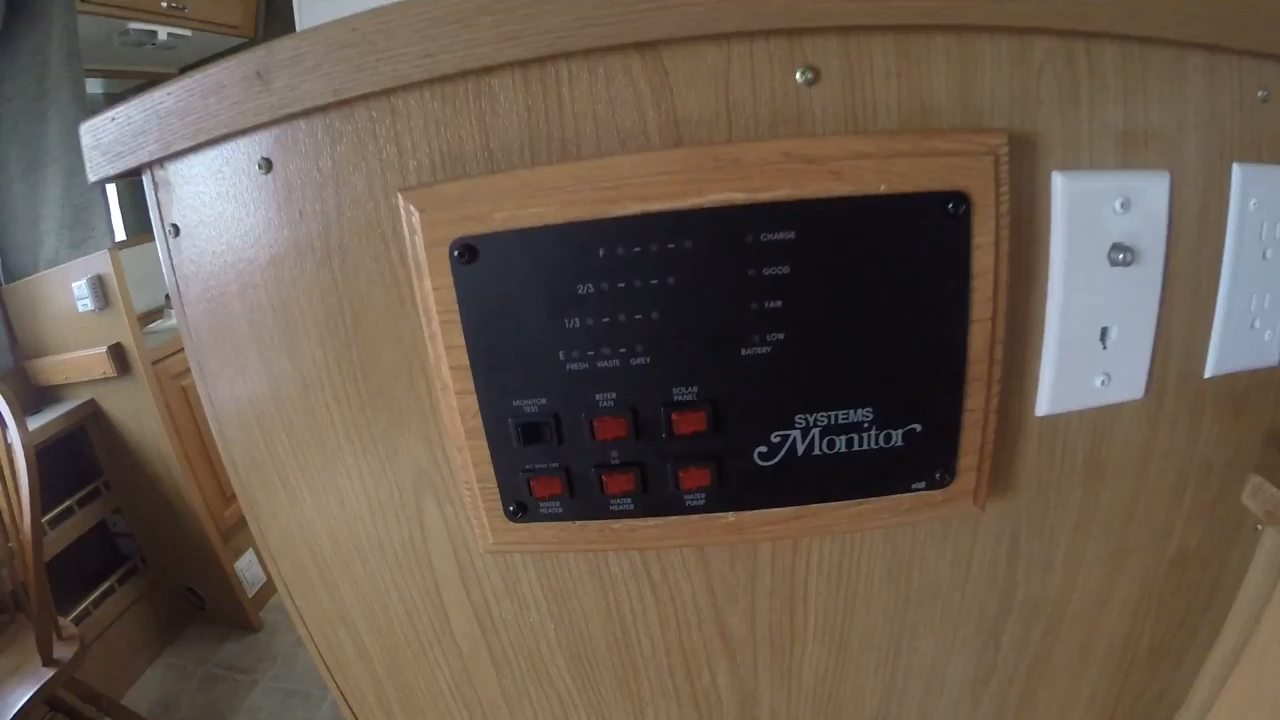 F
2/3
1/3
E
FRESH WASTE GREY
CHARGE
GOOD
FAIR
LOW
BATTERY
MONITOR
TEST
REFER
FAN
SOLAR
PANEL
WATER
HEATER
WATER
HEATER
WATER
PUMP
SYSTEMS
Monitor